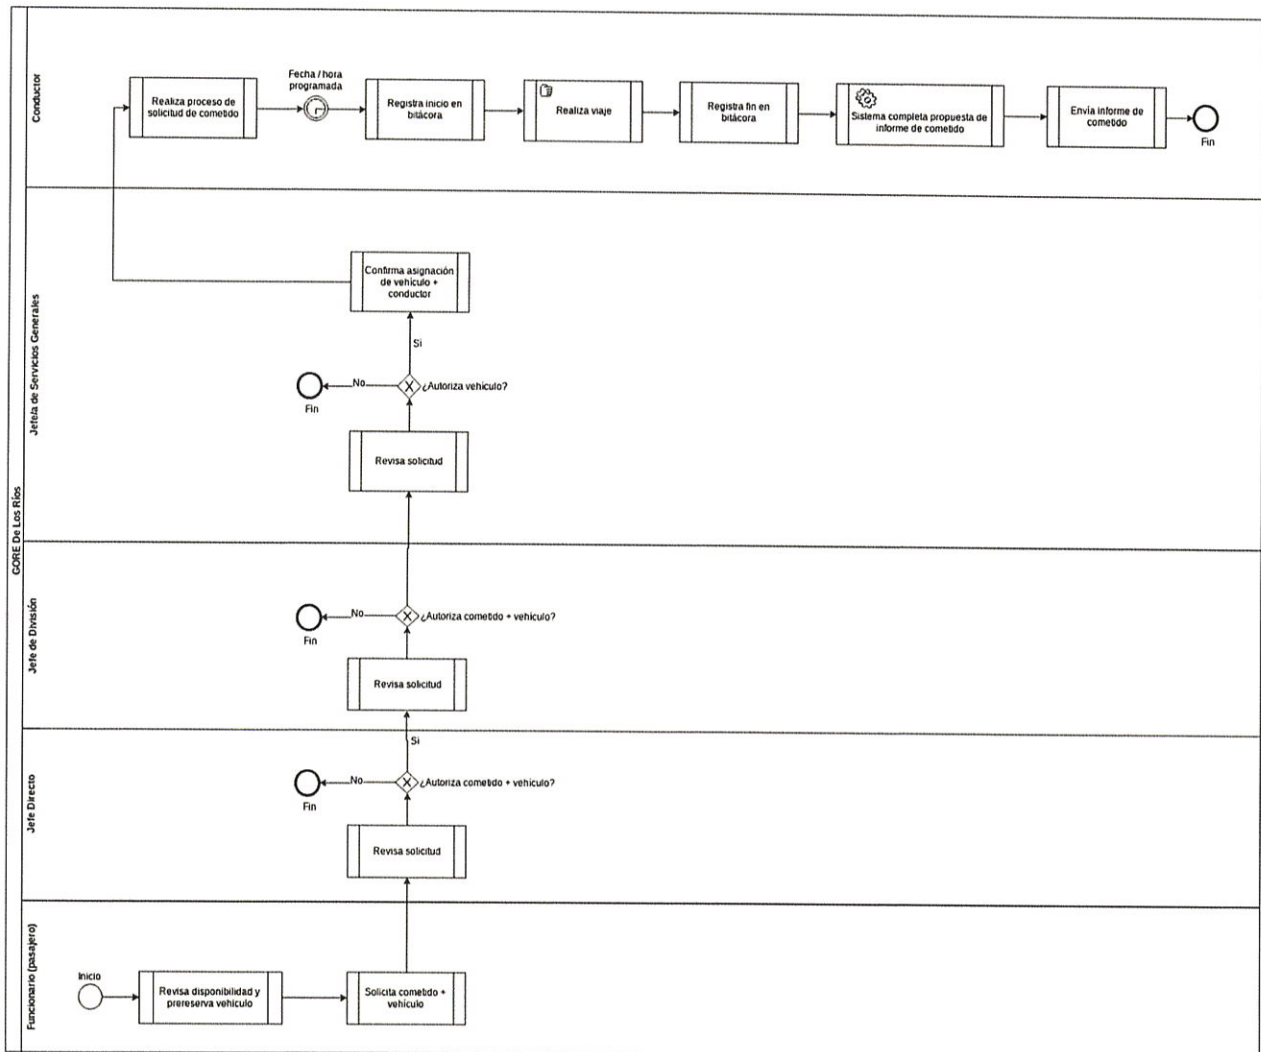 GORE De Los Ríos
Conductor
Realiza proceso de
solicitud de cometido
Fecha / hora
programada
Registra inicio en
bitácora
Realiza viaje
Registra fin en
bitácora
Sistema completa propuesta de
informe de cometido
Envía informe de
cometido
Fin
Jefe/a de Servicios Generales
Confirma asignación
de vehículo +
conductor
Si
No
¿Autoriza vehículo?
Fin
Revisa solicitud
Jefe de División
No
¿Autoriza cometido + vehículo?
Fin
Revisa solicitud
Jefe Directo
Si
No
¿Autoriza cometido + vehículo?
Fin
Revisa solicitud
Funcionario (pasajero)
Inicio
Revisa disponibilidad y
prereserva vehículo
Solicita cometido +
vehículo